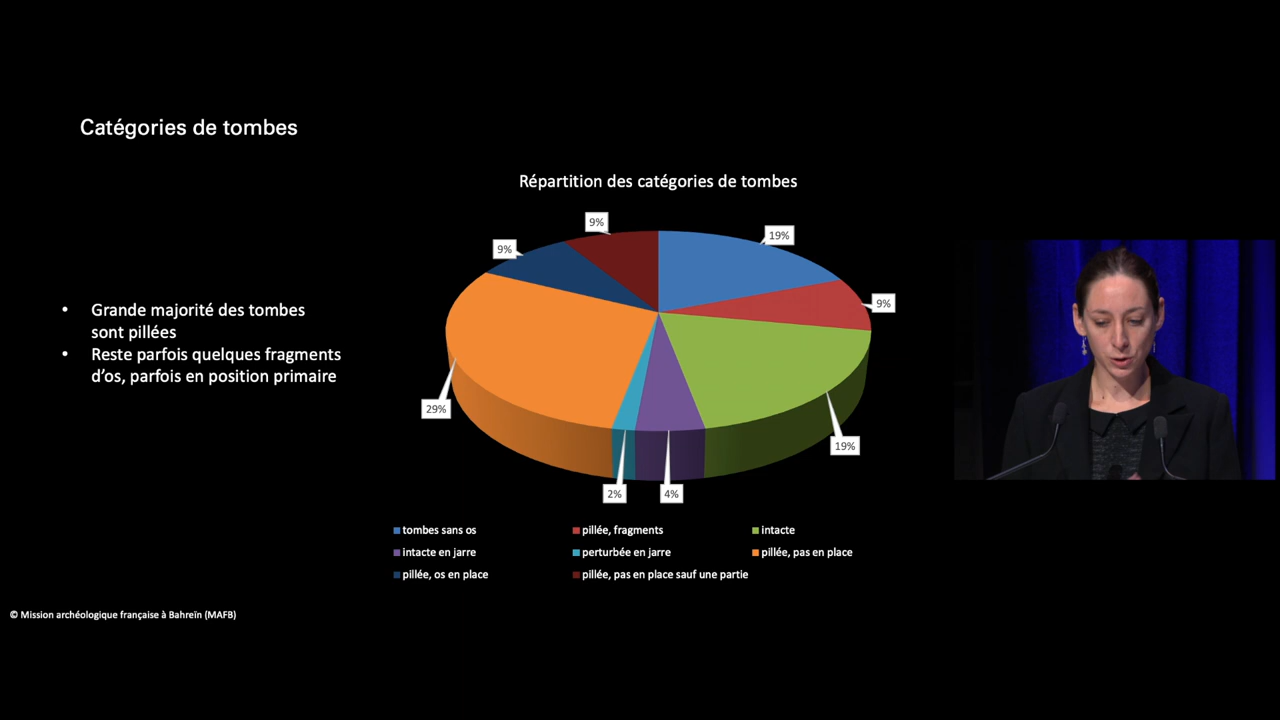 Catégories de tombes
Répartition des catégories de tombes
9%
19%
9%
9%
29%
19%
2%
4%
• Grande majorité des tombes
sont pillées
• Reste parfois quelques fragments
d'os, parfois en position primaire
tombes sans os
pillée, fragments
intacte
intacte en jarre
perturbée en jarre
pillée, pas en place
pillée, os en place
pillée, pas en place sauf une partie
© Mission archéologique française à Bahreïn (MAFB)